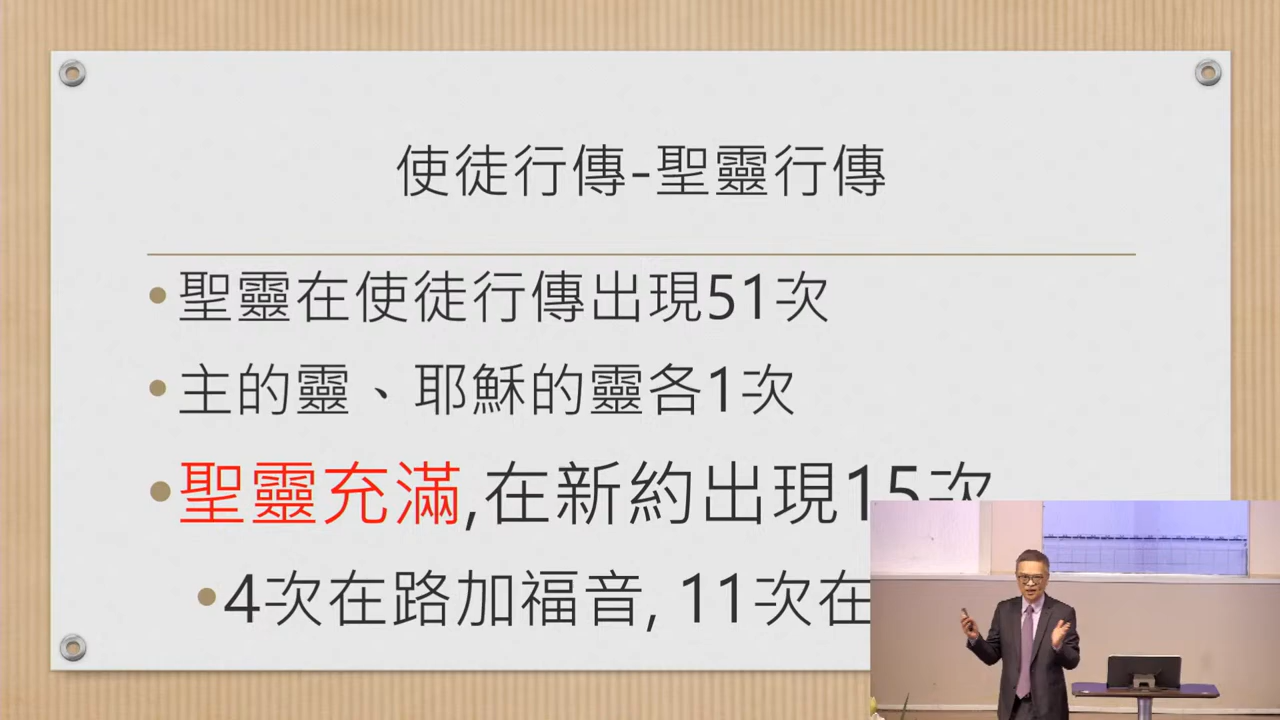 使徒行傳-聖靈行傳
聖靈在使徒行傳出現51次
主的靈、耶穌的靈各1次
聖靈充滿,在新約出現15次
4次在路加福音, 11次在